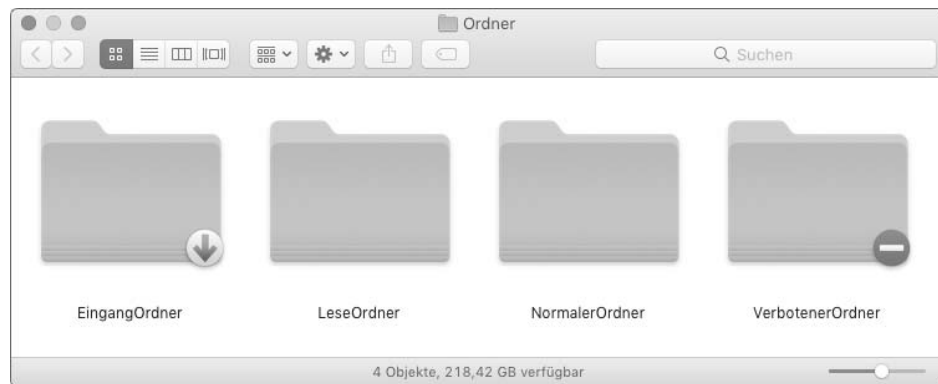 Ordner
Suchen
EingangOrdner LeseOrdner NormalerOrdner VerbotenerOrdner
4 Objekte, 218,42 GB verfügbar